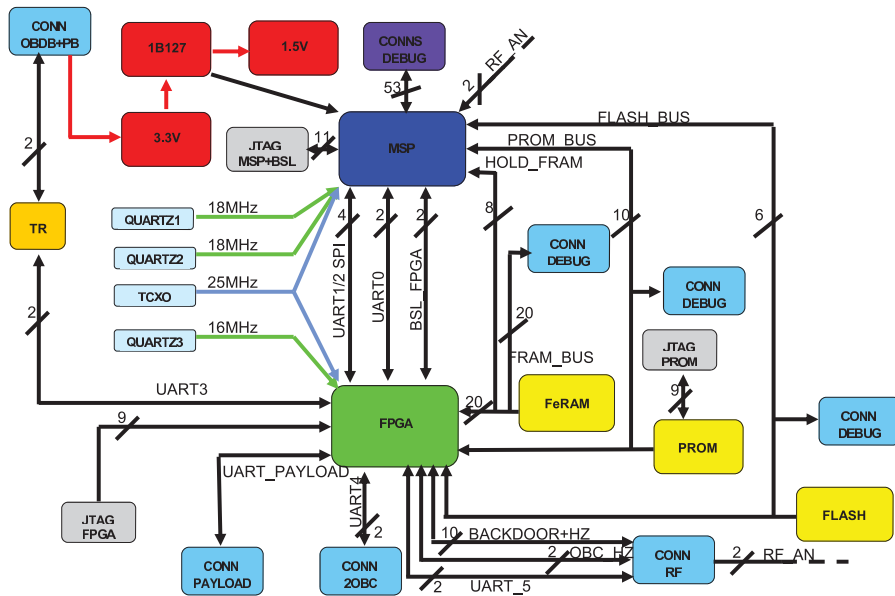 CONN
OBDB+PB
1B127
1.5V
CONNS
DEBUG
RF_AN
2
53
FLASH_BUS
3.3V
JTAG
MSP+BSL
11
MSP
PROM_BUS
HOLD_FRAM
2
TR
QUARTZ1
18MHz
QUARTZ2
18MHz
TCXO
25MHz
QUARTZ3
16MHz
4
2
2
8
10
6
UART1/2 SPI
UART0
BSL_FPGA
CONN
DEBUG
CONN
DEBUG
20
2
FRAM_BUS
JTAG
PROM
UART3
9
FPGA
20
FeRAM
9
PROM
CONN
DEBUG
UART_PAYLOAD
UART4
2
JTAG
FPGA
CONN
PAYLOAD
CONN
2OBC
10
BACKDOOR+HZ
2
OBC_HZ
2
UART_5
CONN
RF
2
RF_AN
FLASH